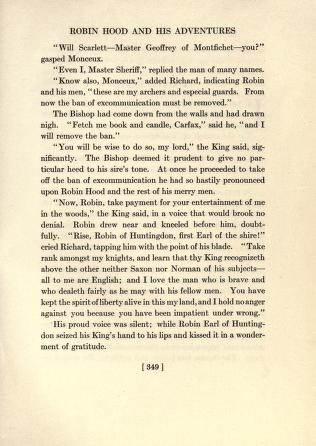 ROBIN HOOD AND HIS ADVENTURES
"Will Scarlett—Master Geoffrey of Montfichet—you?"
gasped Monceux.
"Even I, Master Sheriff," replied the man of many names.
"Know also, Monceux," added Richard, indicating Robin
and his men, "these are my archers and especial guards. From
now the ban of excommunication must be removed."
The Bishop had come down from the walls and had drawn
nigh. "Fetch me book and candle, Carfax," said he, "and I
will remove the ban."
"You will be wise to do so, my lord," the King said, sig-
nificantly. The Bishop deemed it prudent to give no par-
ticular heed to his sire's tone. At once he proceeded to take
off the ban of excommunication he had so hastily pronounced
upon Robin Hood and the rest of his merry men.
"Now, Robin, take payment for your entertainment of me
in the woods," the King said, in a voice that would brook no
denial. Robin drew near and kneeled before him, doubt-
fully. "Rise, Robin of Huntingdon, first Earl of the shire!"
cried Richard, tapping him with the point of his blade. "Take
rank amongst my knights, and learn that thy King recognizeth
above the other neither Saxon nor Norman of his subjects—
all to me are English; and I love the man who is brave and
who dealeth fairly as he may with his fellow men. You have
kept the spirit of liberty alive in this my land, and I hold no anger
against you because you have been impatient under wrong."
His proud voice was silent; while Robin Earl of Hunting-
don seized his King's hand to his lips and kissed it in a wonder-
ment of gratitude.
[ 349 ]